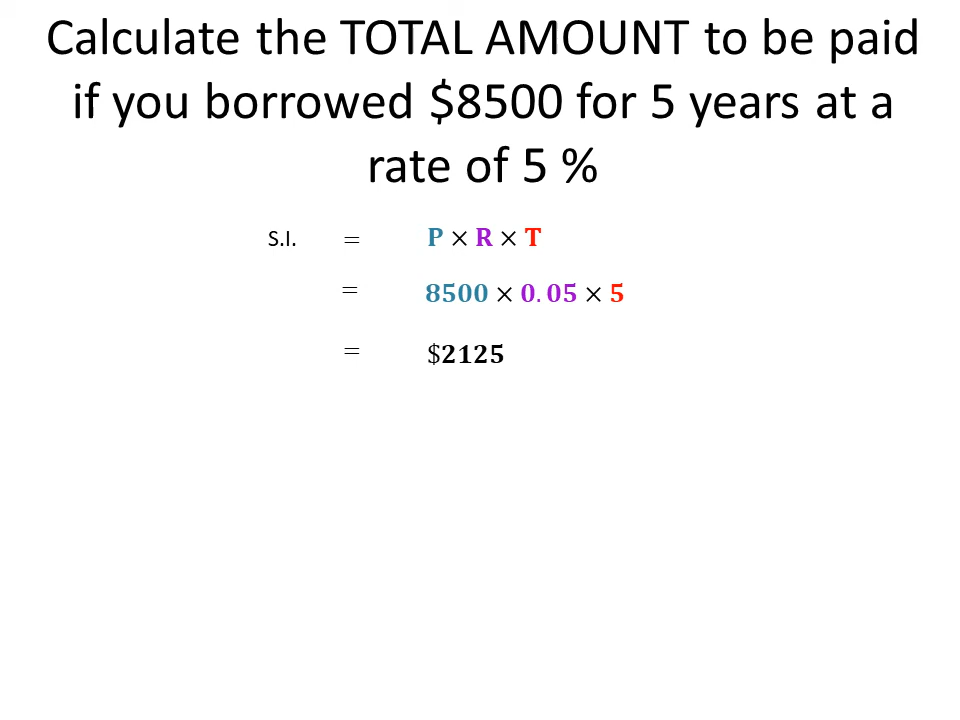 Calculate the TOTAL AMOUNT to be paid
if you borrowed $8500 for 5 years at a
rate of 5 %
S.I. = P × R × T
= 8500 × 0.05 × 5
= $2125